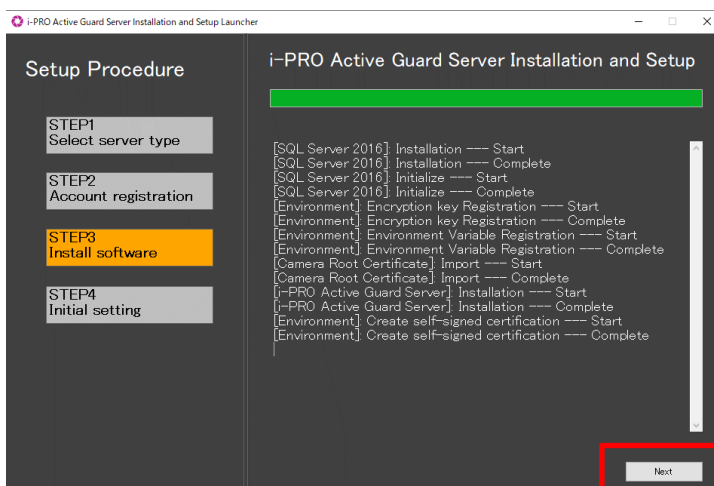 i-PRO Active Guard Server Installation and Setup Launcher
Setup Procedure
STEP1
Select server type
STEP2
Account registration
STEP3
Install software
STEP4
Initial setting
i-PRO Active Guard Server Installation and Setup
[SQL Server 2016]: Installation --- Start
[SQL Server 2016]: Installation --- Complete
[SQL Server 2016]: Initialize --- Start
[SQL Server 2016]: Initialize --- Complete
[Environment]: Encryption key Registration --- Start
[Environment]: Encryption key Registration --- Complete
[Environment]: Environment Variable Registration --- Start
[Environment]: Environment Variable Registration --- Complete
[Camera Root Certificate]: Import --- Start
[Camera Root Certificate]: Import --- Complete
[i-PRO Active Guard Server]: Installation --- Start
[i-PRO Active Guard Server]: Installation --- Complete
[Environment]: Create self-signed certification --- Start
[Environment]: Create self-signed certification --- Complete
Next